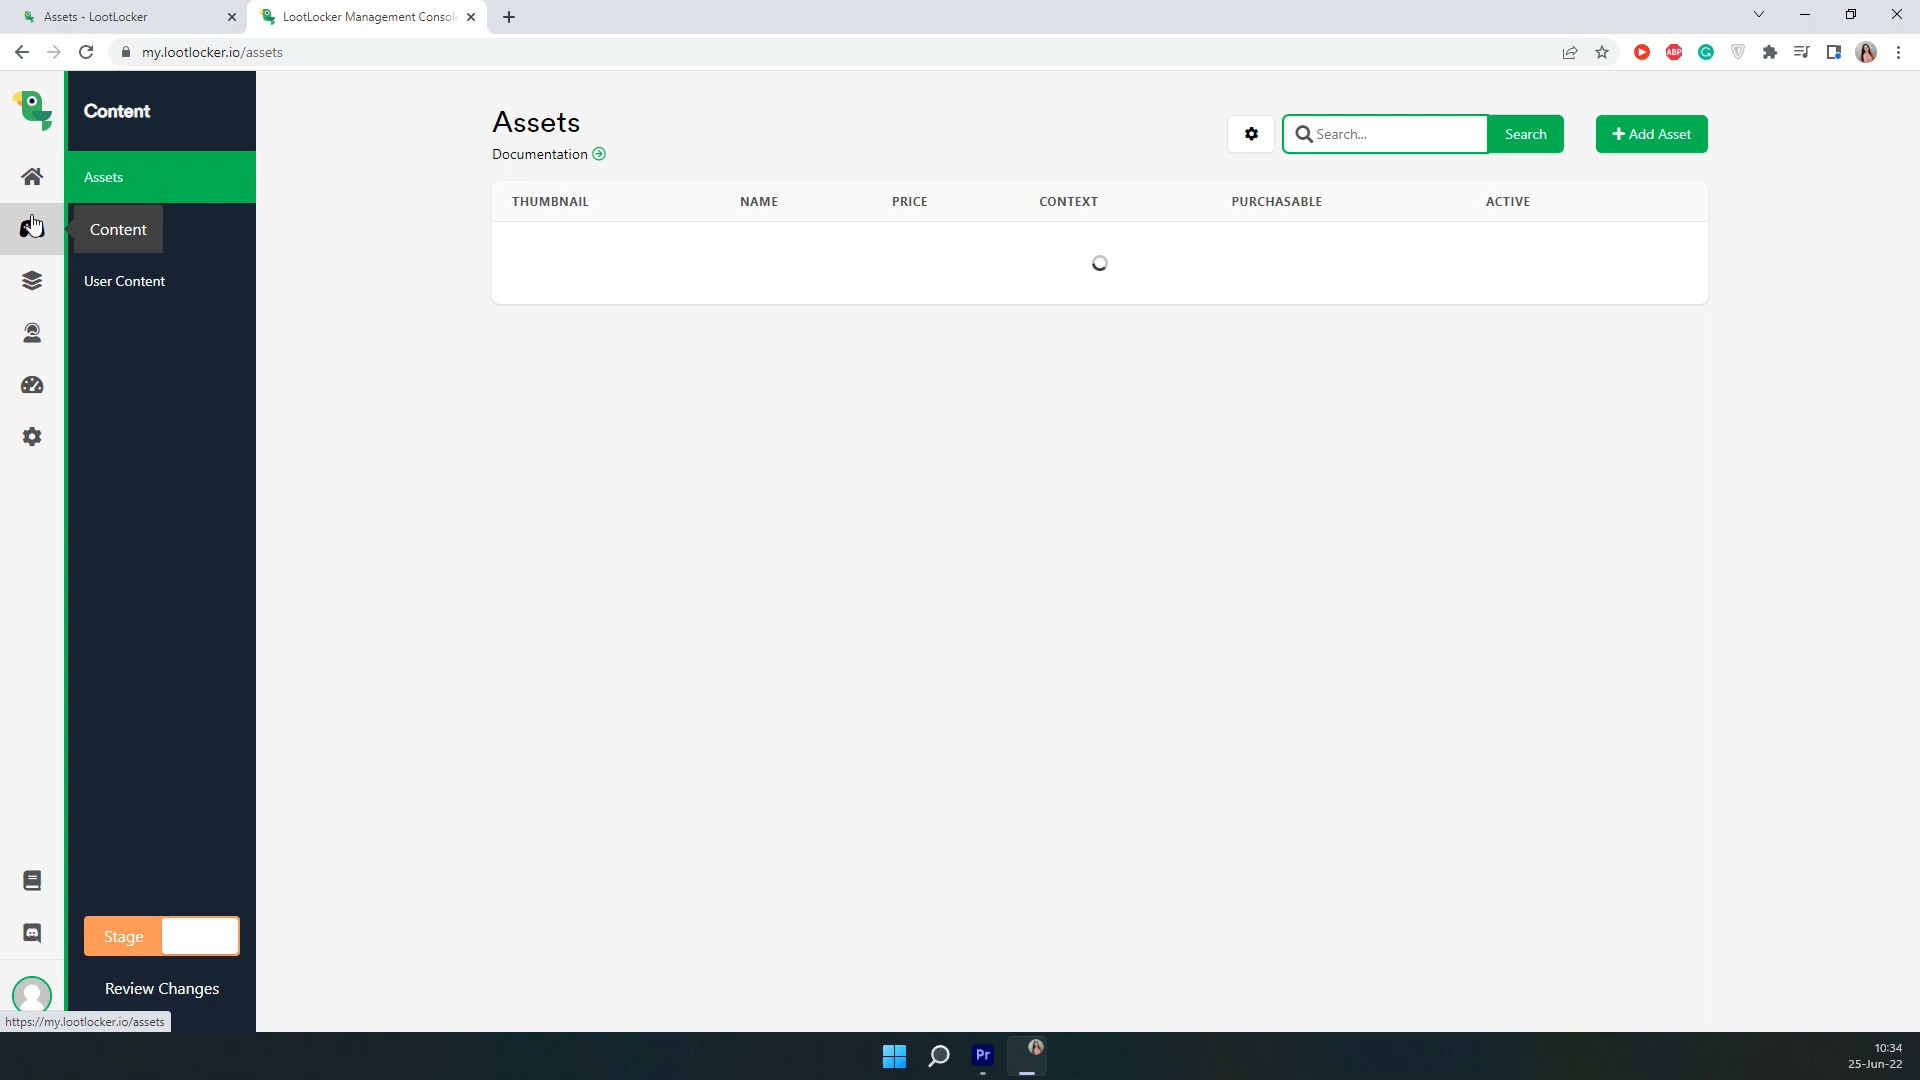 Assets - LootLocker
LootLocker Management Consol
my.lootlocker.io/assets
ABP
G
Content
Assets
Content
User Content
Stage
Review Changes
https://my.lootlocker.io/assets
Assets
Documentation
Search...
Search
Add Asset
THUMBNAIL NAME PRICE CONTEXT PURCHASABLE ACTIVE
Pr
10:34
25-Jun-22